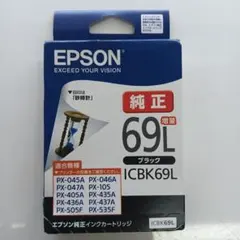 EPSON
EXCEED YOUR VISION
純正
「砂時計」
69L
増量
ブラック
ICBK69L
適合機種
PX-045A PX-046A
PX-047A PX-105
PX-405A PX-435A
PX-436A PX-437A
PX-505F PX-535F
エプソン純正インクカートリッジ
ICBK69L